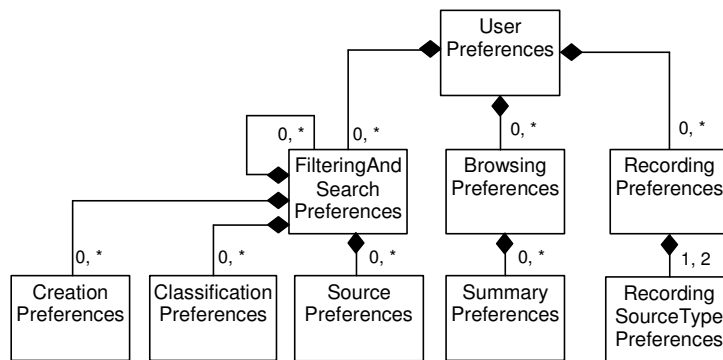 User
Preferences
0, *
0, *
0, *
0, *
FilteringAnd
Search
Preferences
Browsing
Preferences
Recording
Preferences
0, *
0, *
0, *
0, *
1, 2
Creation
Preferences
Classification
Preferences
Source
Preferences
Summary
Preferences
Recording
SourceType
Preferences